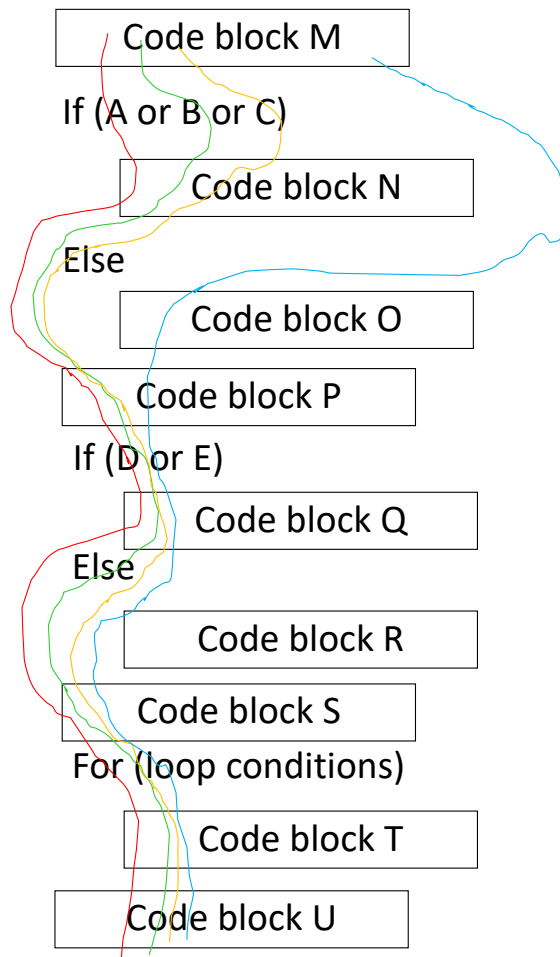 Code block M
If (A or B or C)
Code block N
Else
Code block O
Code block P
If (D or E)
Code block Q
Else
Code block R
Code block S
For (loop conditions)
Code block T
Code block U